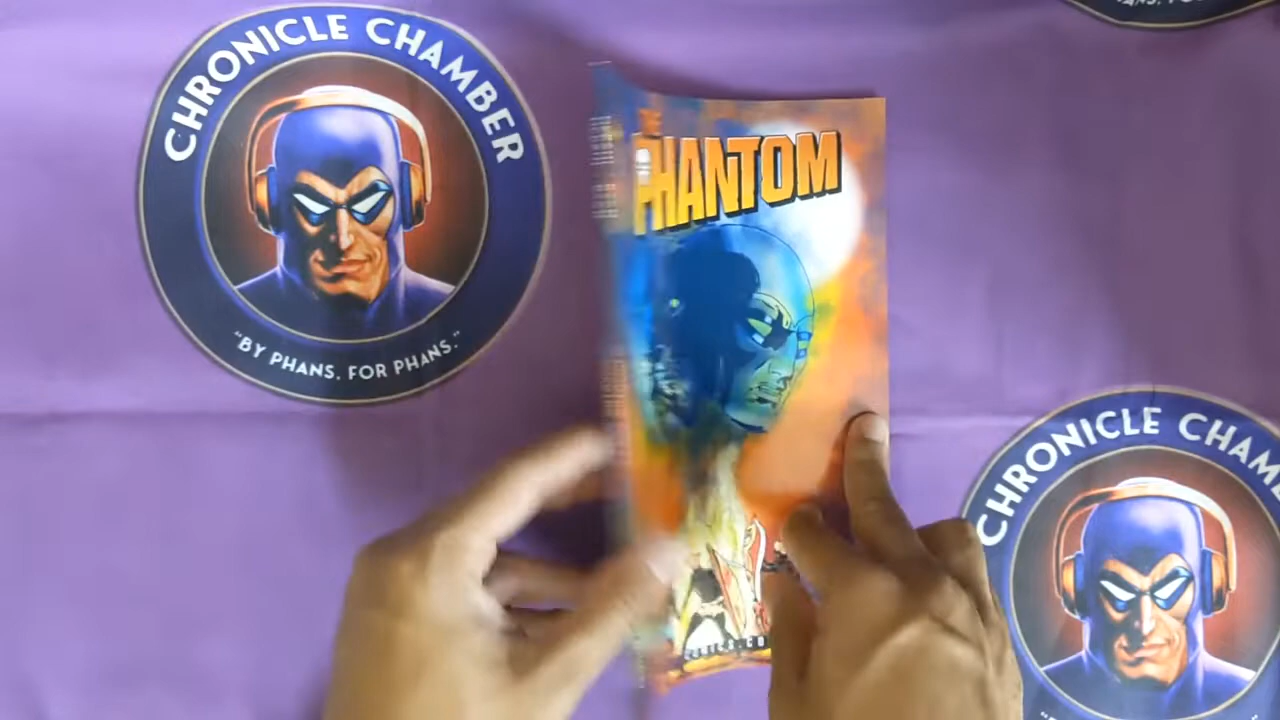 CHRONICLE CHAMBER
"BY PHANS. FOR PHANS."
THE
PHANTOM
CHRONICLE CHAM